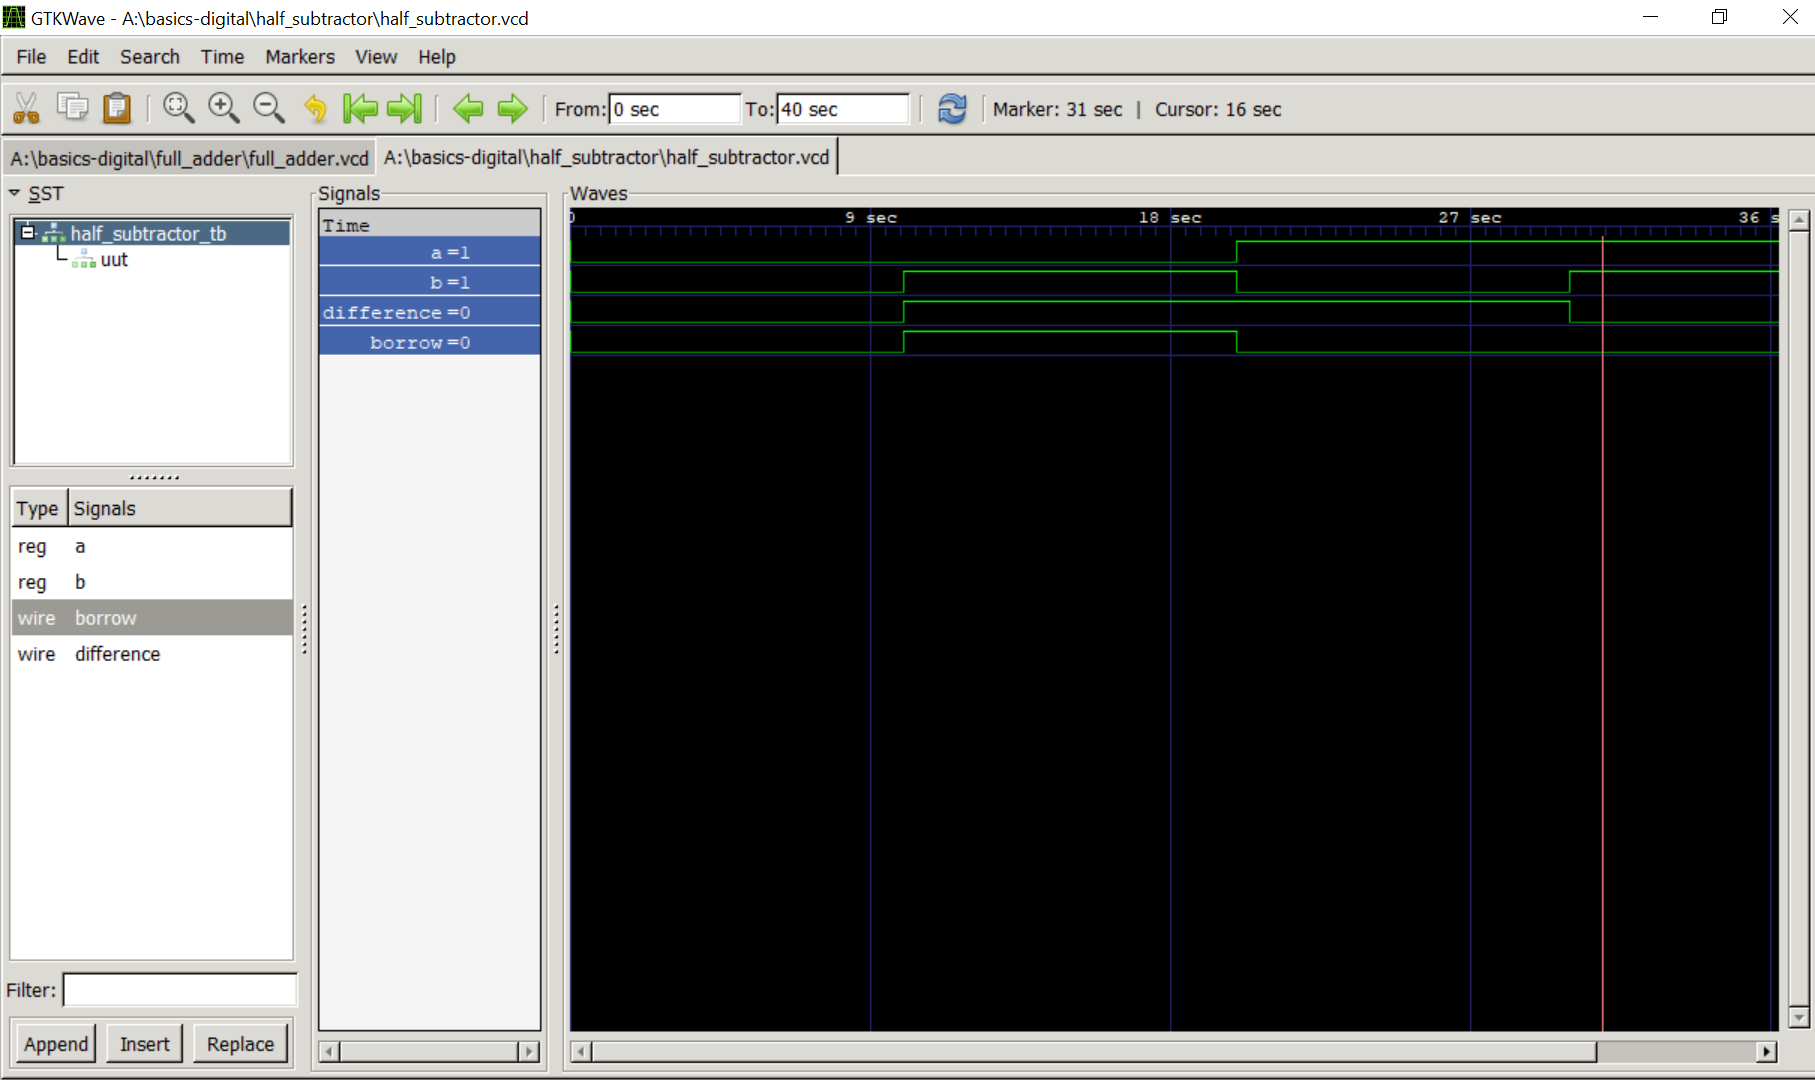 GTKWave - A:\basics-digital\half_subtractor\half_subtractor.vcd
File Edit Search Time Markers View Help
From: 0 sec To: 40 sec Marker: 31 sec | Cursor: 16 sec
A:\basics-digital\full_adder\full_adder.vcd A:\basics-digital\half_subtractor\half_subtractor.vcd
SST
half_subtractor_tb
uut
Type Signals
reg a
reg b
wire borrow
wire difference
Filter:
Append Insert Replace
Signals
Time
a=1
b=1
difference=0
borrow=0
Waves
0 9 sec 18 sec 27 sec 36 s